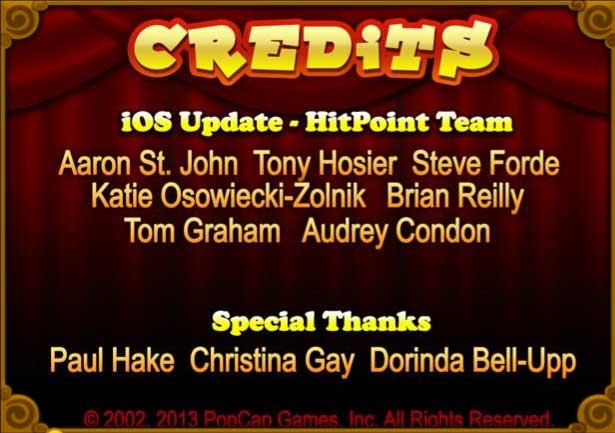 CREDiTS
iOS Update - HitPoint Team
Aaron St. John Tony Hosier Steve Forde
Katie Osowiecki-Zolnik Brian Reilly
Tom Graham Audrey Condon
Special Thanks
Paul Hake Christina Gay Dorinda Bell-Upp
© 2002, 2013 PopCap Games, Inc. All Rights Reserved.